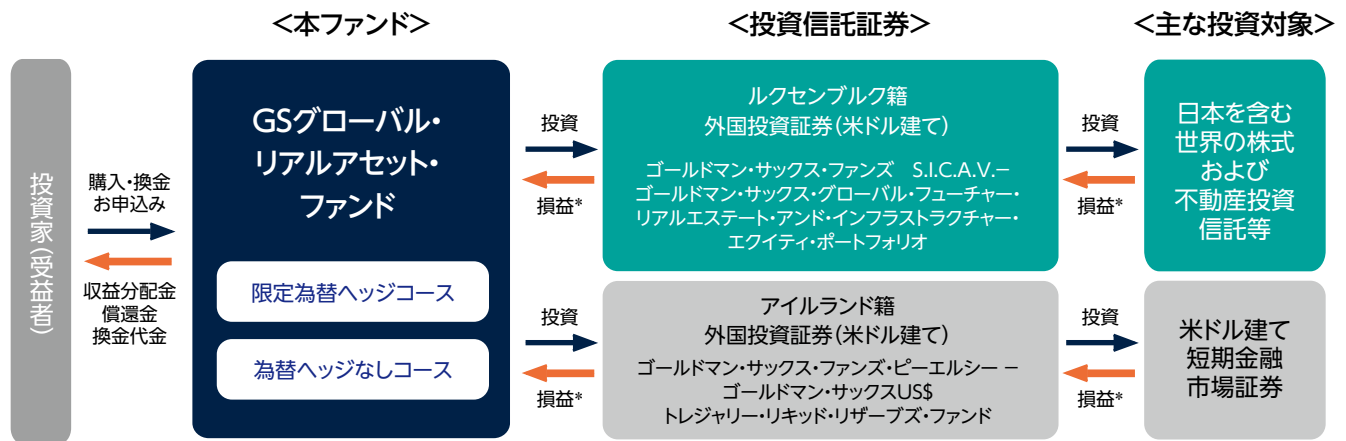 <本ファンド>
<投資信託証券>
<主な投資対象>
投資家(受益者)
購入・換金
お申込み
収益分配金
償還金
換金代金
GSグローバル・
リアルアセット・
ファンド
限定為替ヘッジコース
為替ヘッジなしコース
投資
損益*
ルクセンブルク籍
外国投資証券(米ドル建て)
ゴールドマン・サックス・ファンズ S.I.C.A.V.−
ゴールドマン・サックス・グローバル・フューチャー・
リアルエステート・アンド・インフラストラクチャー・
エクイティ・ポートフォリオ
投資
損益*
日本を含む
世界の株式
および
不動産投資
信託等
投資
損益*
アイルランド籍
外国投資証券(米ドル建て)
ゴールドマン・サックス・ファンズ・ピーエルシー −
ゴールドマン・サックスUS$
トレジャリー・リキッド・リザーブズ・ファンド
投資
損益*
米ドル建て
短期金融
市場証券